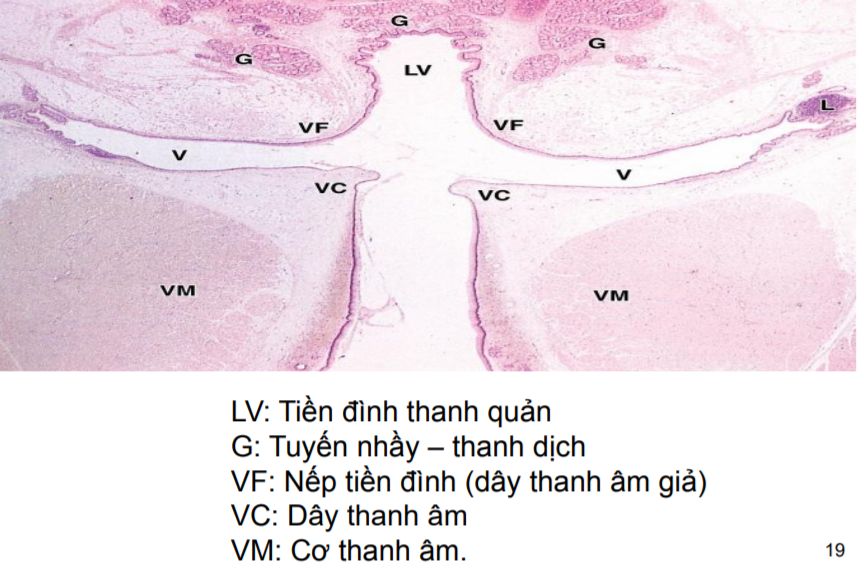 G
G
G
LV
L
VF
VF
V
V
VC
VC
VM
VM
LV: Tiền đình thanh quản
G: Tuyến nhầy – thanh dịch
VF: Nếp tiền đình (dây thanh âm giả)
VC: Dây thanh âm
VM: Cơ thanh âm.
19